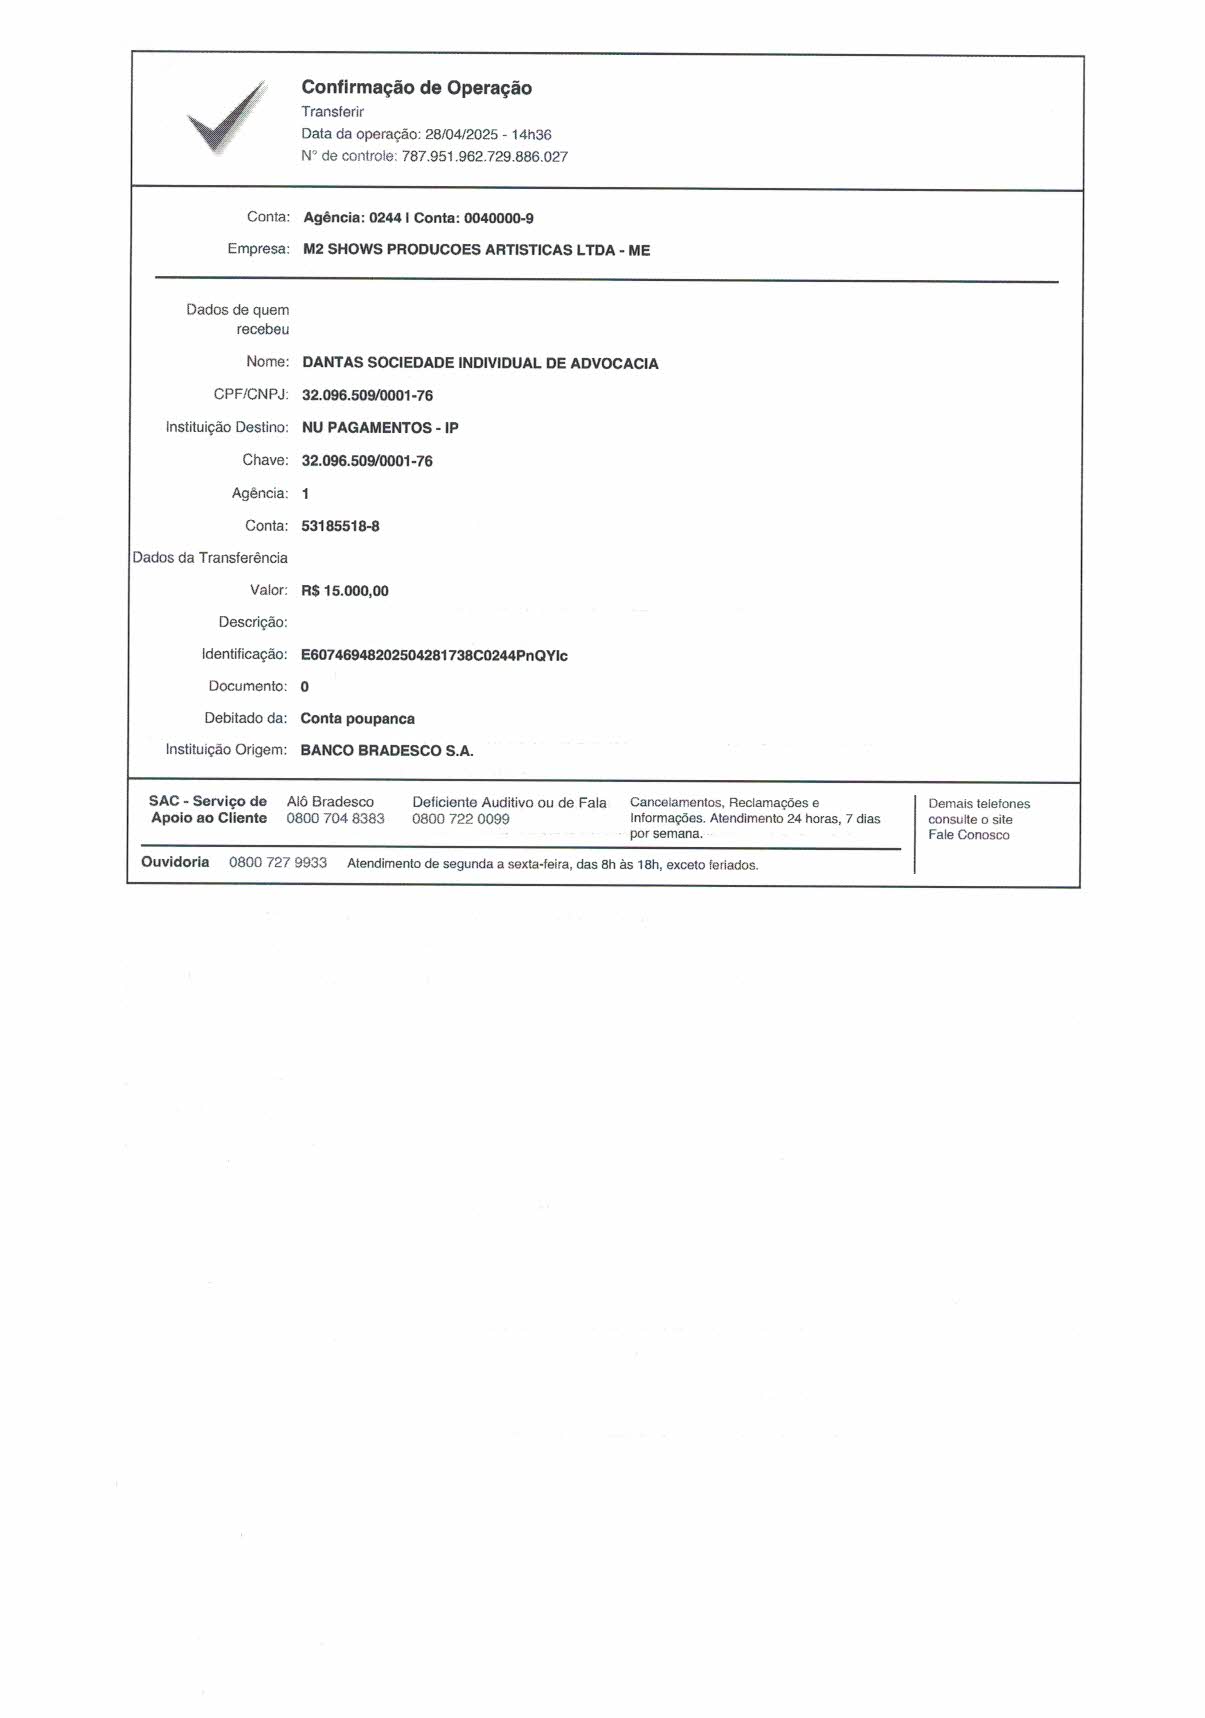 Confirmação de Operação
Transferir
Data da operação: 28/04/2025 - 14h36
N° de controle: 787.951.962.729.886.027
Conta: Agência: 0244 I Conta: 0040000-9
Empresa: M2 SHOWS PRODUCOES ARTISTICAS LTDA - ME
Dados de quem
recebeu
Nome: DANTAS SOCIEDADE INDIVIDUAL DE ADVOCACIA
CPF/CNPJ: 32.096.509/0001-76
Instituição Destino: NU PAGAMENTOS - IP
Chave: 32.096.509/0001-76
Agência: 1
Conta: 53185518-8
Dados da Transferência
Valor: R$ 15.000,00
Descrição:
Identificação: E60746948202504281738C0244PnQYIc
Documento: 0
Debitado da: Conta poupanca
Instituição Origem: BANCO BRADESCO S.A.
SAC - Serviço de Apoio ao Cliente
Alô Bradesco
0800 704 8383
Deficiente Auditivo ou de Fala
0800 722 0099
Cancelamentos, Reclamações e
Informações. Atendimento 24 horas, 7 dias
por semana.
Demais telefones
consulte o site
Fale Conosco
Ouvidoria 0800 727 9933 Atendimento de segunda a sexta-feira, das 8h às 18h, exceto feriados.